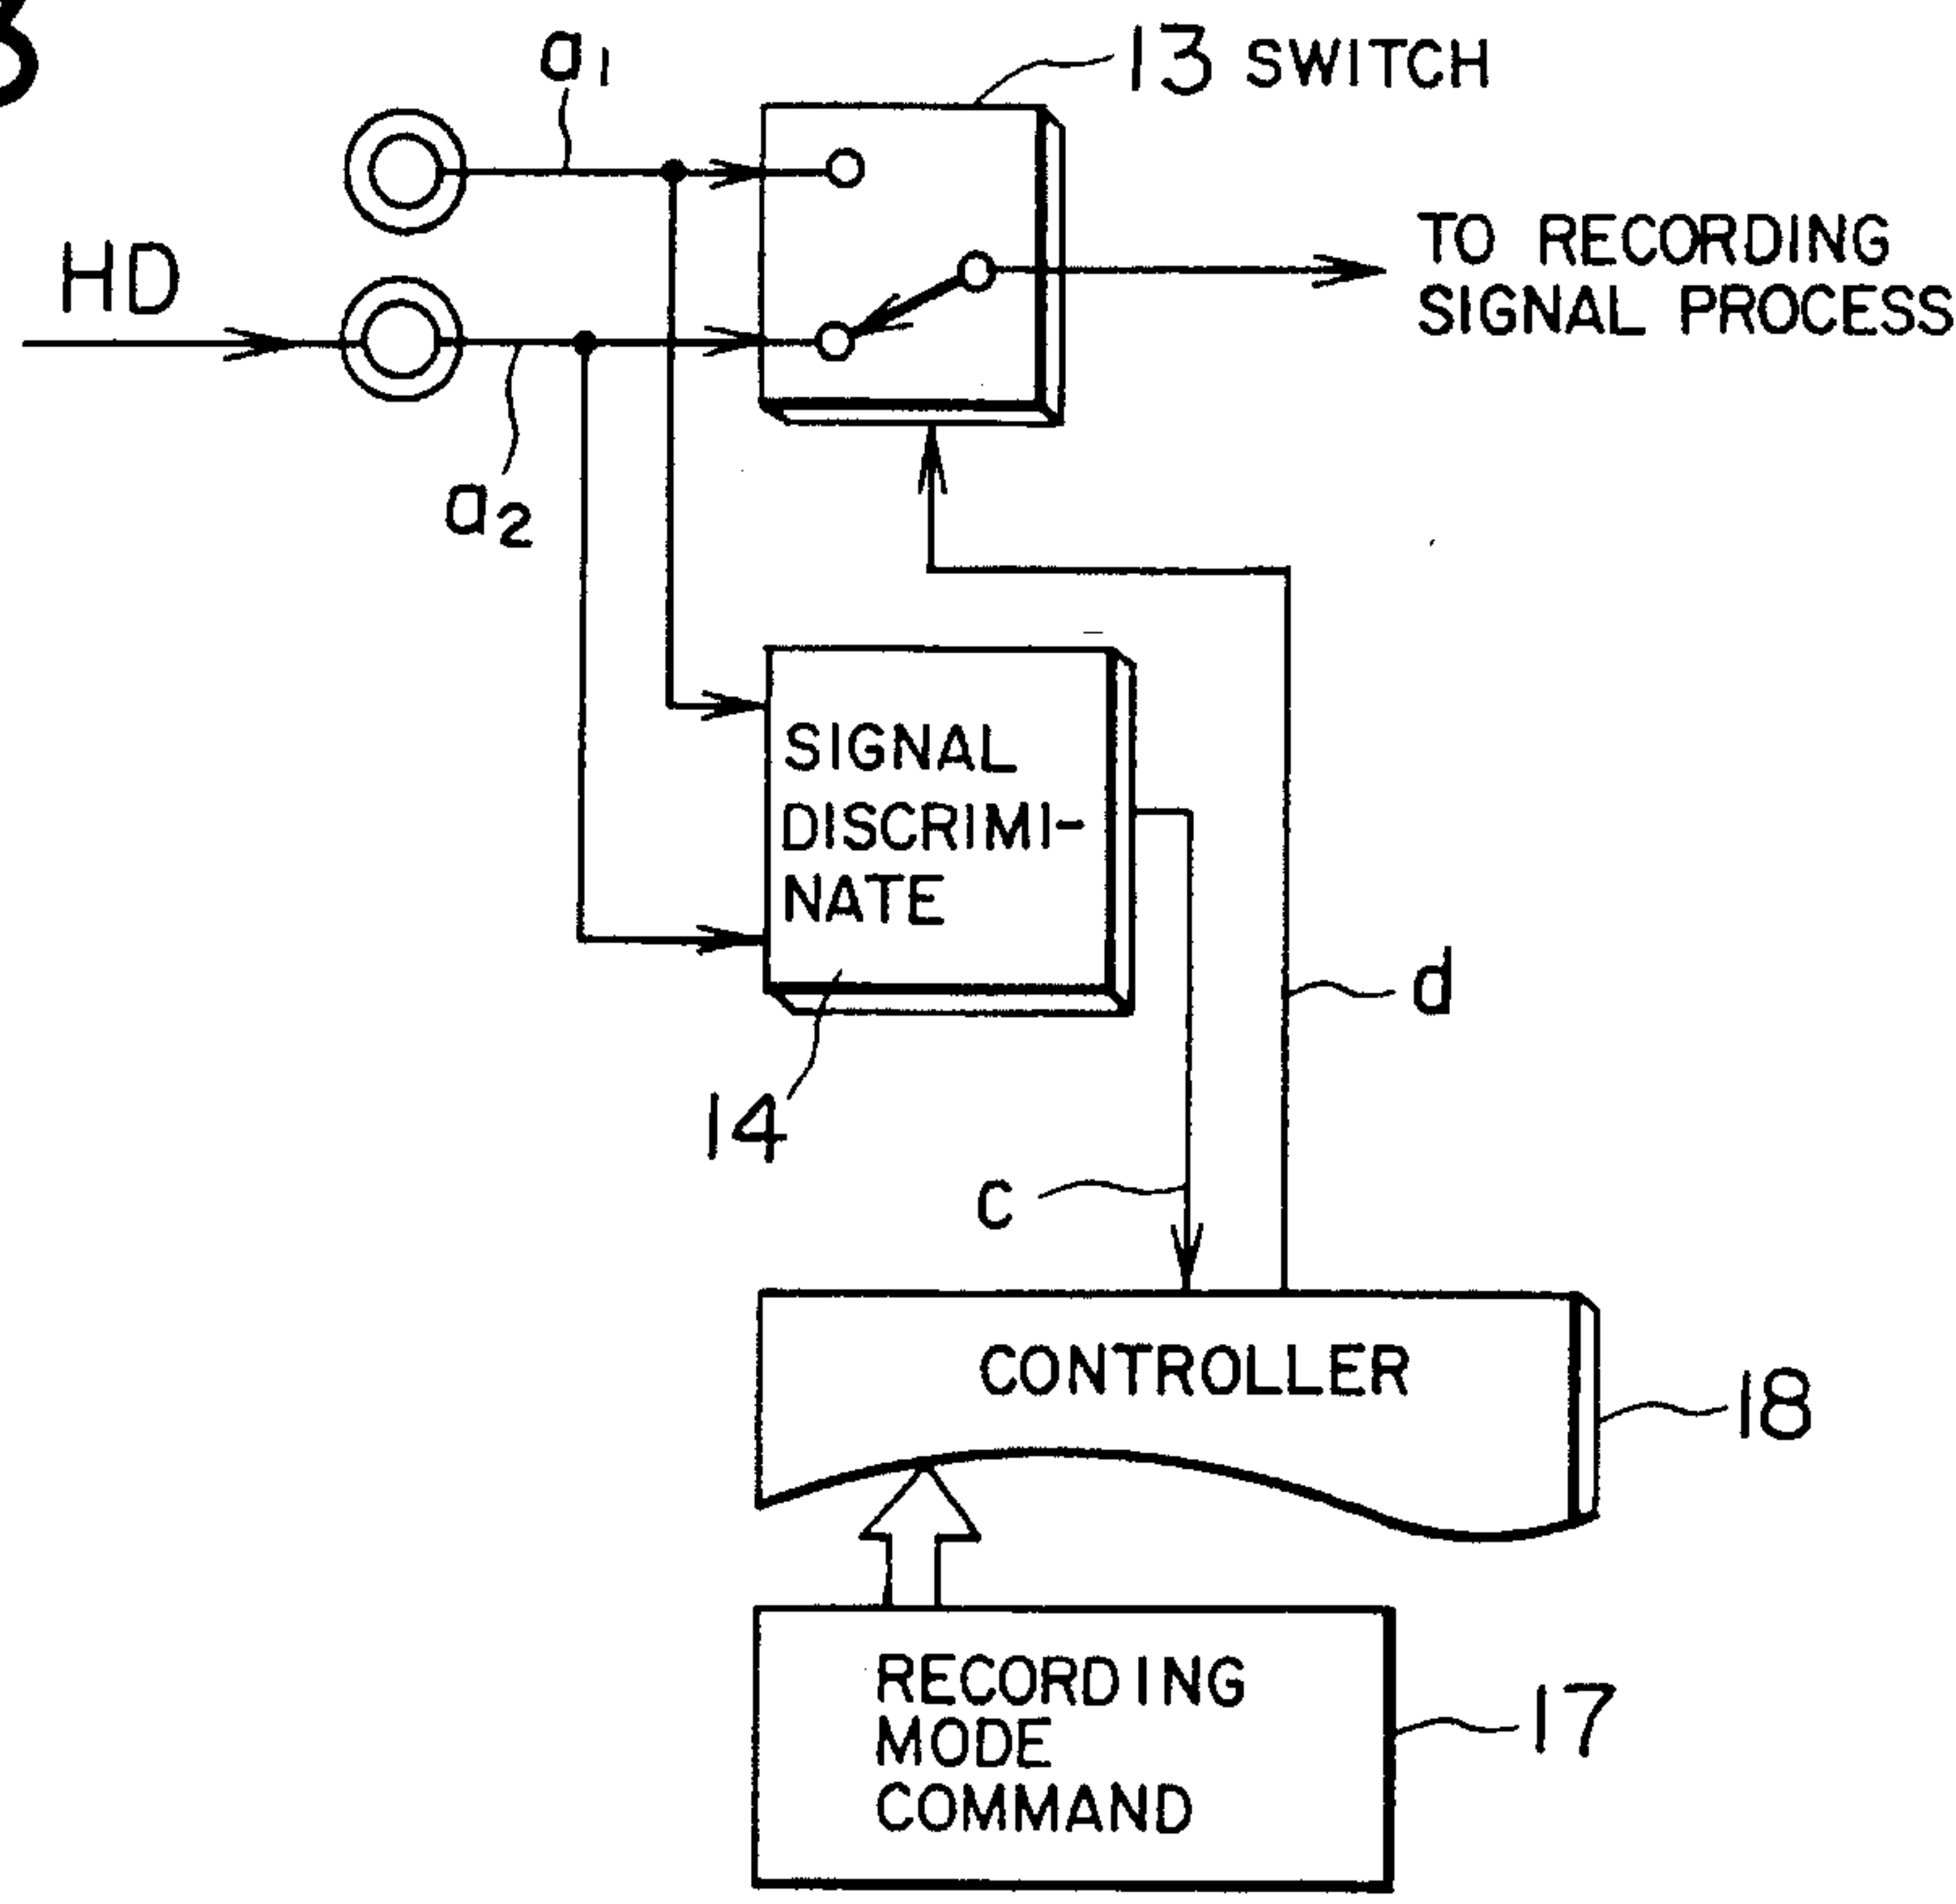 3
a1
13 SWITCH
HD
TO RECORDING
SIGNAL PROCESS
a2
SIGNAL
DISCRIMI-
NATE
d
14
c
CONTROLLER
18
RECORDING
MODE
COMMAND
17